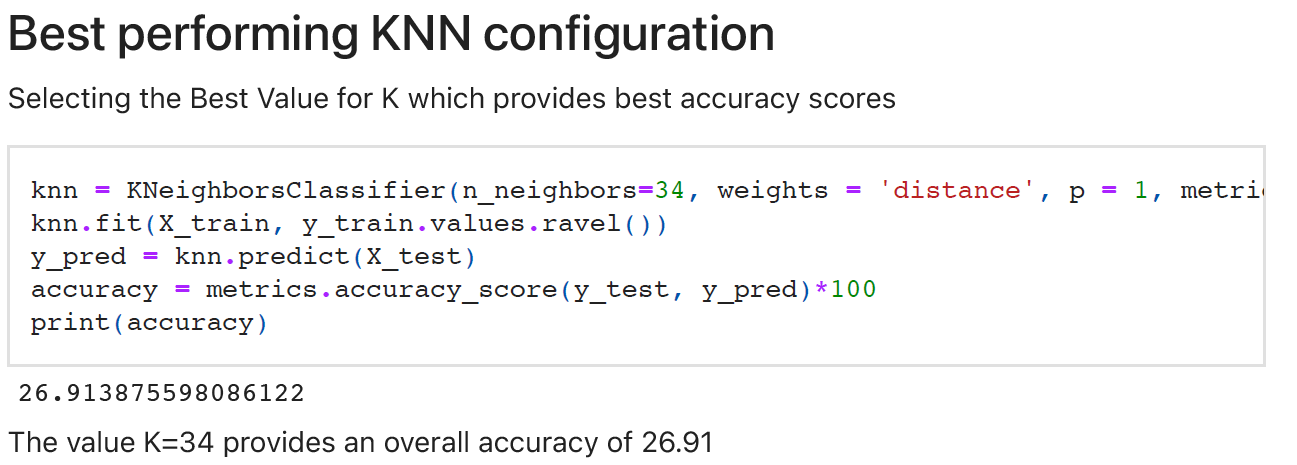 Best performing KNN configuration
Selecting the Best Value for K which provides best accuracy scores
knn = KNeighborsClassifier(n_neighbors=34, weights = 'distance', p = 1,
knn.fit(X_train, y_train.values.ravel())
y_pred = knn.predict(X_test)
accuracy = metrics.accuracy_score(y_test, y_pred)*100
print(accuracy)
26.913875598086122
The value K=34 provides an overall accuracy of 26.91